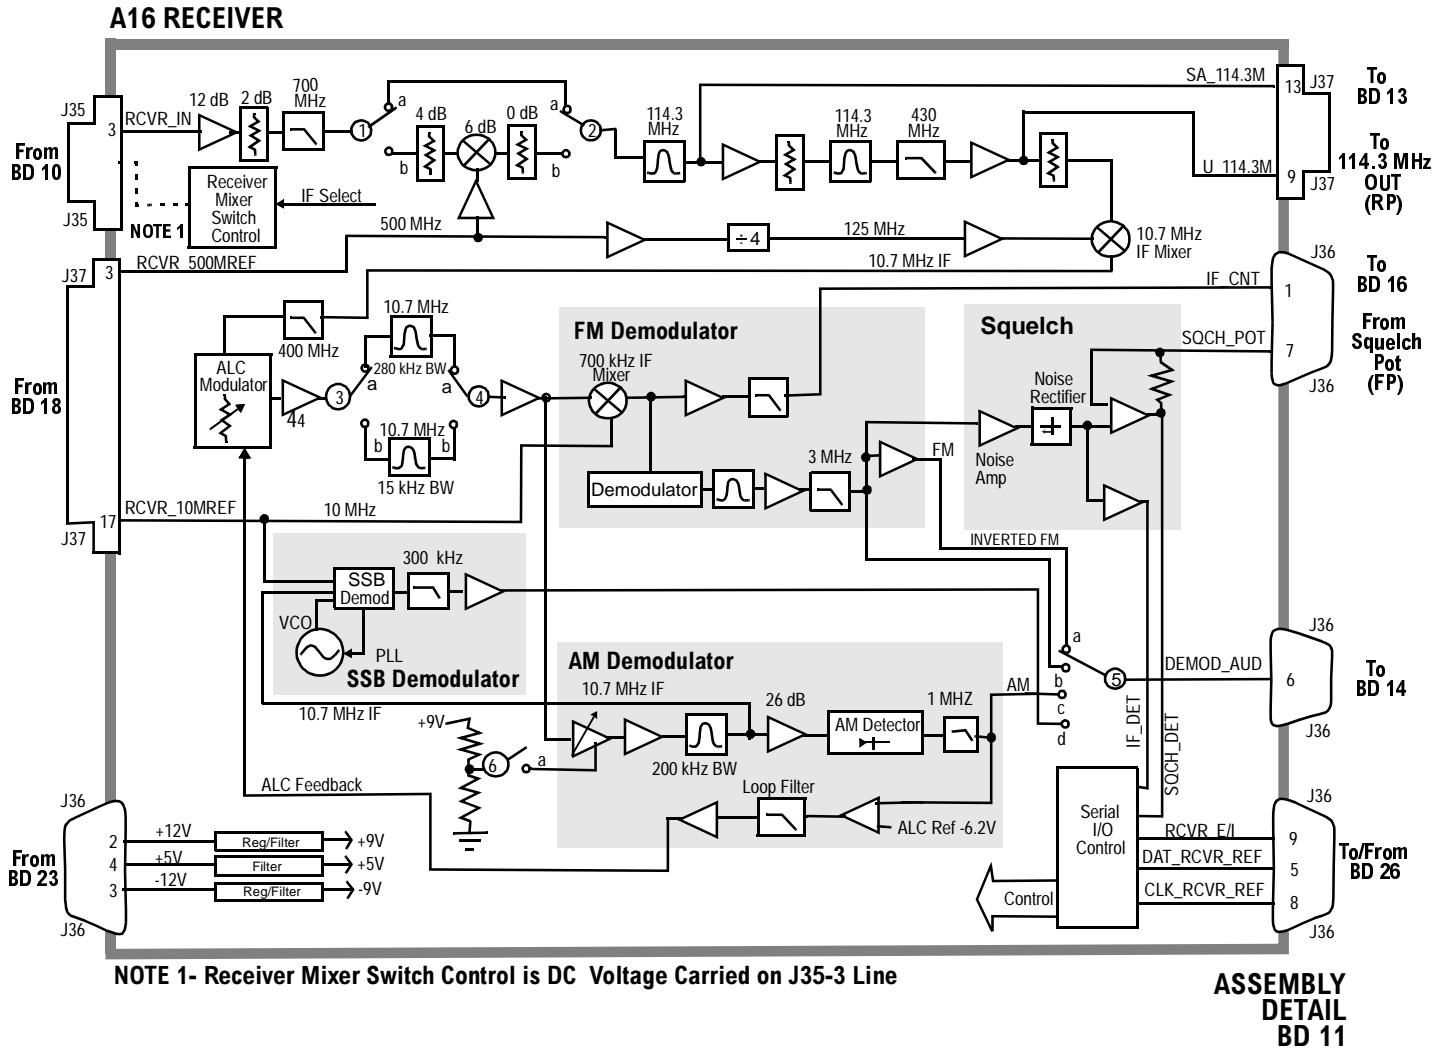 A16 RECEIVER
J35
3
RCVR_IN
12 dB
2 dB
700
MHz
1
a
b
4 dB
6 dB
0 dB
a
b
2
114.3
MHz
114.3
MHz
430
MHz
SA_114.3M
13
J37
To
BD 13
From
BD 10
J35
Receiver
Mixer
Switch
Control
IF Select
NOTE 1
U_114.3M
9
J37
To
114.3 MHz
OUT
(RP)
500 MHz
÷4
125 MHz
10.7 MHz
IF Mixer
J37
3
RCVR_500MREF
10.7 MHz IF
J36
IF_CNT
1
To
BD 16
400 MHz
10.7 MHz
280 kHz BW
FM Demodulator
700 kHz IF
Mixer
Squelch
SQCH_POT
7
J36
From
Squelch
Pot
(FP)
From
BD 18
ALC
Modulator
44
3
a
a
4
b
10.7 MHz
b
15 kHz BW
Noise
Rectifier
Demodulator
3 MHz
FM
Noise
Amp
RCVR_10MREF
17
J37
10 MHz
INVERTED FM
300 kHz
SSB
Demod
VCO
PLL
SSB Demodulator
10.7 MHz IF
AM Demodulator
10.7 MHz IF
26 dB
1 MHZ
AM
a
b
c
d
5
DEMOD_AUD
6
J36
J36
To
BD 14
+9V
6
a
200 kHz BW
AM Detector
IF_DET
SQCH_DET
ALC Feedback
Loop Filter
ALC Ref -6.2V
J36
From
BD 23
2
+12V
Reg/Filter
+9V
4
+5V
Filter
+5V
3
-12V
Reg/Filter
-9V
J36
Serial
I/O
Control
Control
J36
RCVR_E/I
9
DAT_RCVR_REF
5
CLK_RCVR_REF
8
J36
To/From
BD 26
NOTE 1- Receiver Mixer Switch Control is DC Voltage Carried on J35-3 Line
ASSEMBLY
DETAIL
BD 11